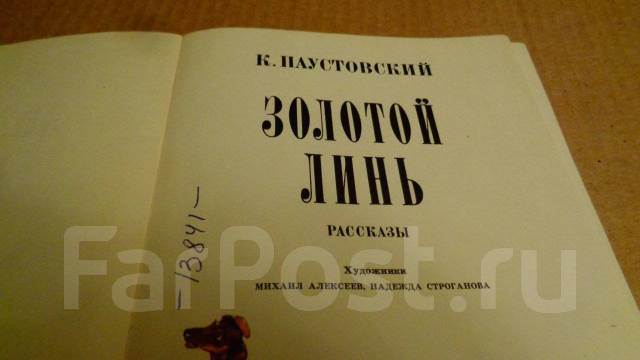 К. ПАУСТОВСКИЙ
ЗОЛОТОЙ
ЛИНЬ
РАССКАЗЫ
Художники
МИХАИЛ АЛЕКСЕЕВ, НАДЕЖДА СТРОГАНОВА
-13841-
FarPost.ru